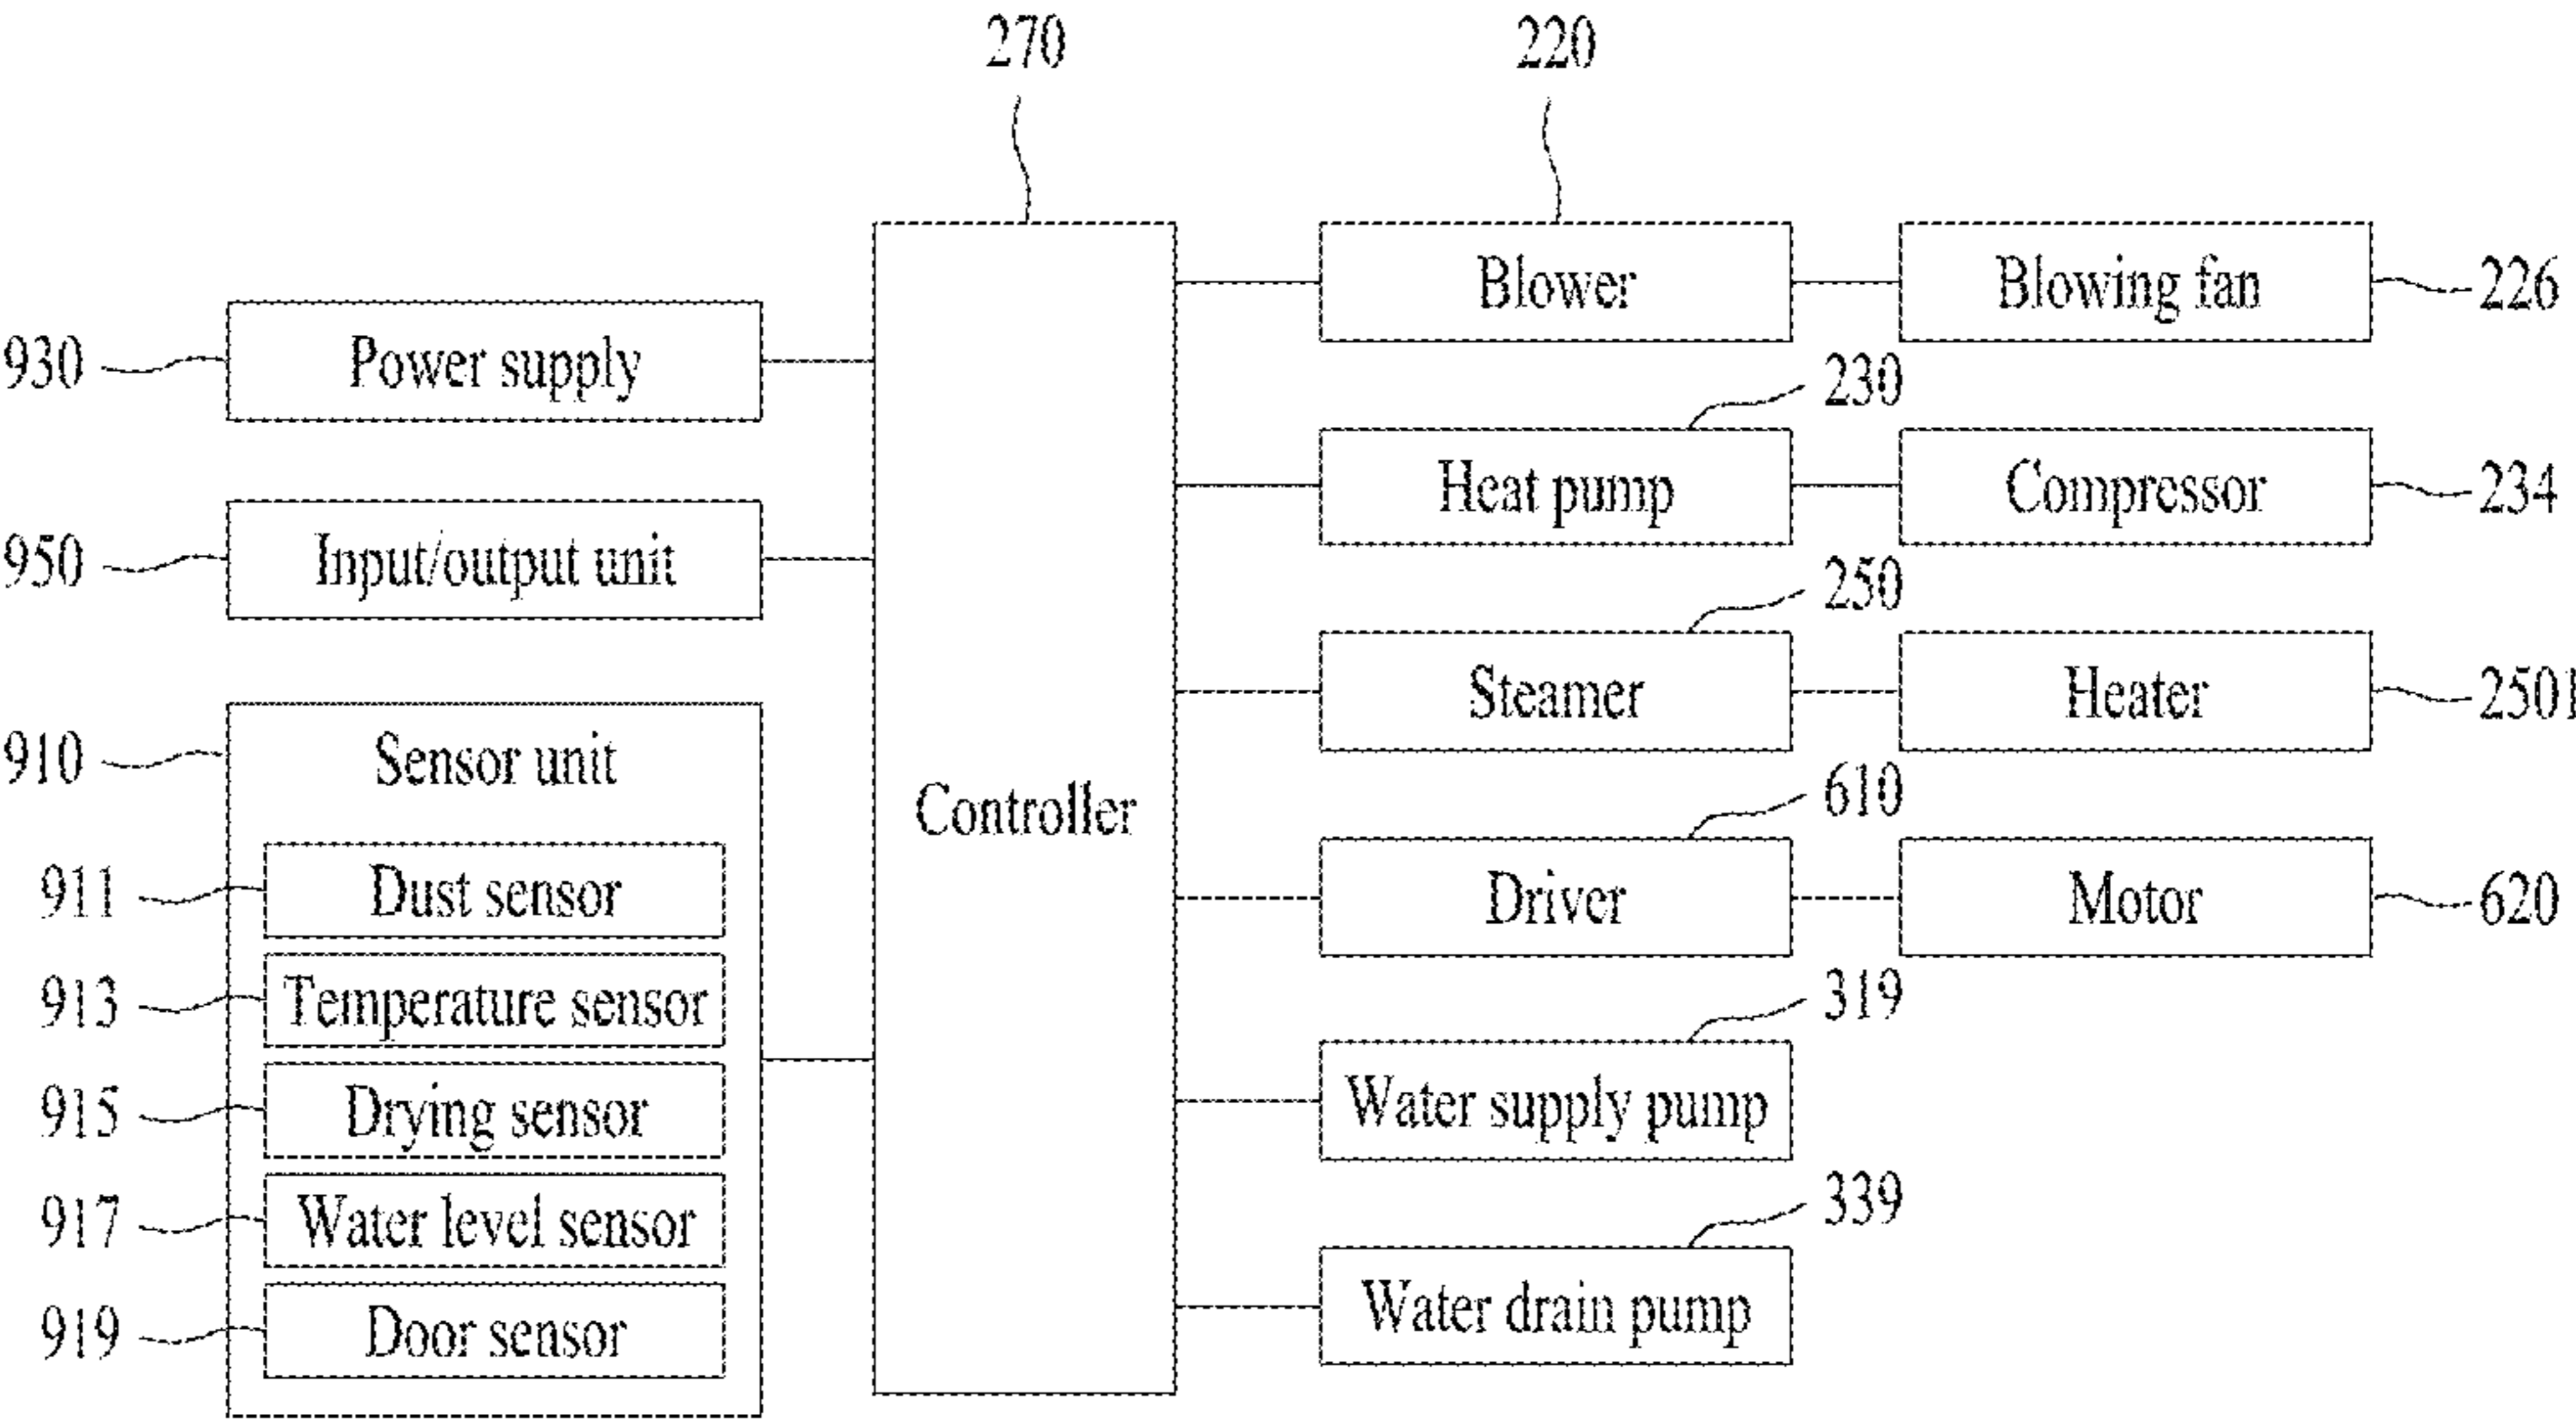 270
220
Blower
Blowing fan
226
930
Power supply
230
Heat pump
Compressor
234
950
Input/output unit
250
Steamer
Heater
2501
910
Sensor unit
Controller
610
Driver
Motor
620
911
Dust sensor
913
Temperature sensor
319
Water supply pump
915
Drying sensor
917
Water level sensor
339
Water drain pump
919
Door sensor